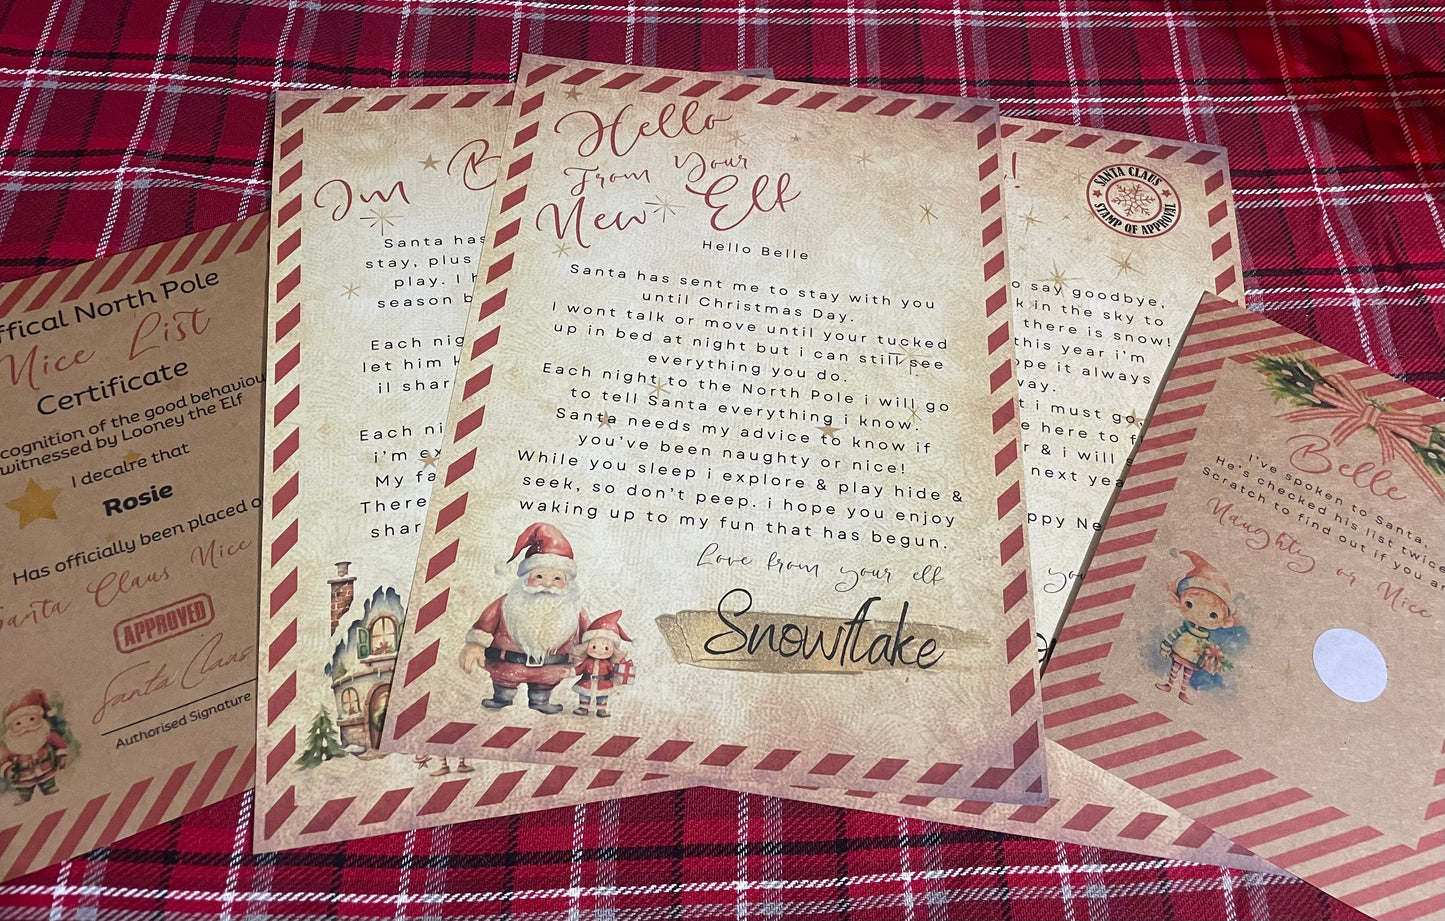 Offical North Pole
Nice List
Certificate
cognition of the good behaviou
witnessed by Looney the Elf
I decalre that
Rosie
Has officially been placed o
Santa Claus Nice
APPROVED
Santa Claus
Authorised Signature
Im B
Santa has
stay, plus
play. I h
season b
Each nig
let him k
il shar
Each ni
i'm ex
My fa
There
shar
Hello
From Your
New Elf
Hello Belle
Santa has sent me to stay with you
until Christmas Day.
I wont talk or move until your tucked
up in bed at night but i can still see
everything you do.
Each night to the North Pole i will go
to tell Santa everything i know.
Santa needs my advice to know if
you've been naughty or nice!
While you sleep i explore & play hide &
seek, so don't peep. i hope you enjoy
waking up to my fun that has begun.
Love from your elf
Snowflake
!
SANTA CLAUS
STAMP OF APPROVAL
o say goodbye,
k in the sky to
there is snow!
this year i'm
ope it always
way.
t i must go,
e here to fi
r & i will s
next yea
ppy Ne
you
Belle
I've spoken to Santa,
He's checked his list twice
Scratch to find out if you a
Naughty or Nice